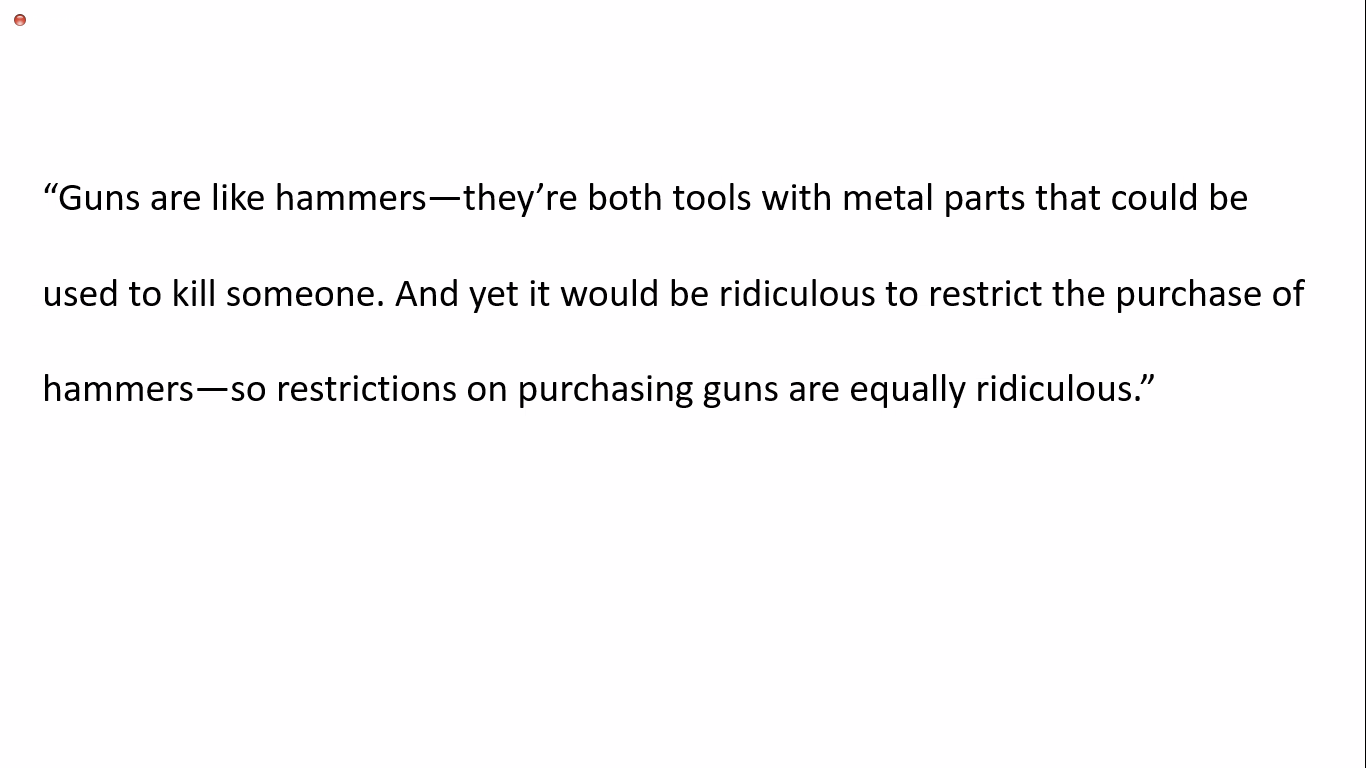 “Guns are like hammers—they’re both tools with metal parts that could be
used to kill someone. And yet it would be ridiculous to restrict the purchase of
hammers—so restrictions on purchasing guns are equally ridiculous.”